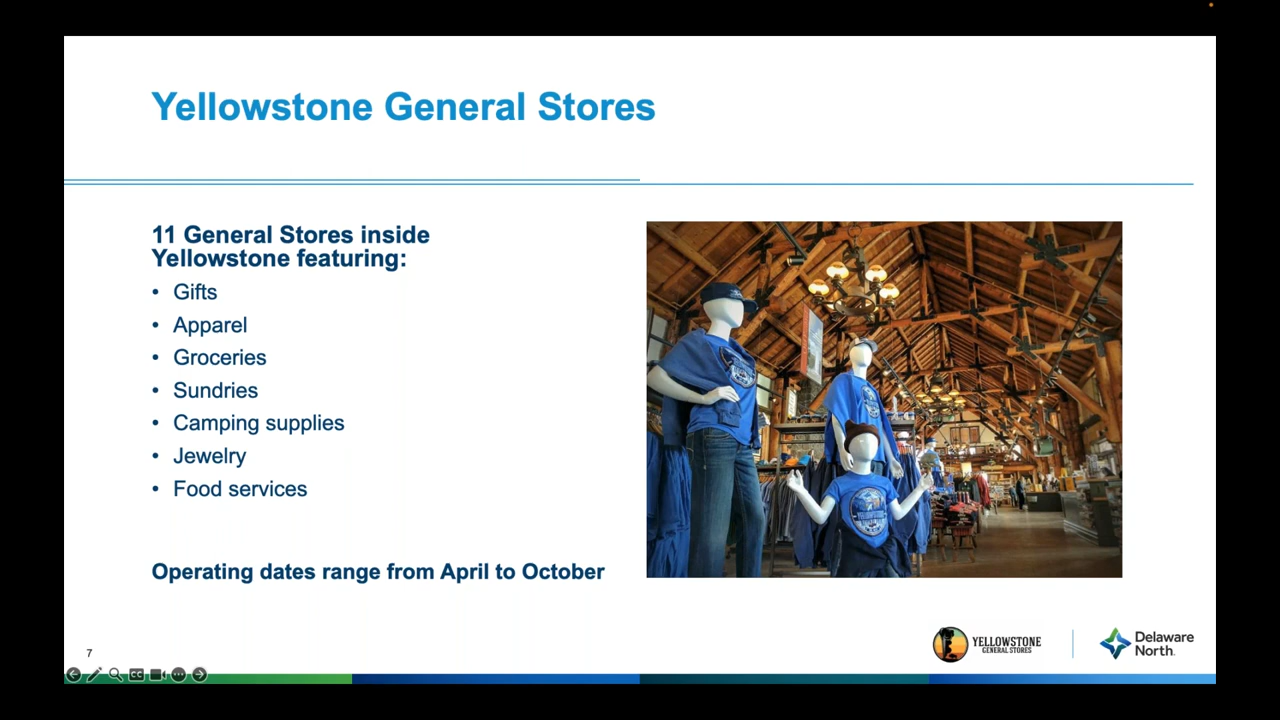 Yellowstone General Stores
11 General Stores inside
Yellowstone featuring:
• Gifts
• Apparel
• Groceries
• Sundries
• Camping supplies
• Jewelry
• Food services
Operating dates range from April to October
YELLOWSTONE
GENERAL STORES
Delaware
North
7
CC